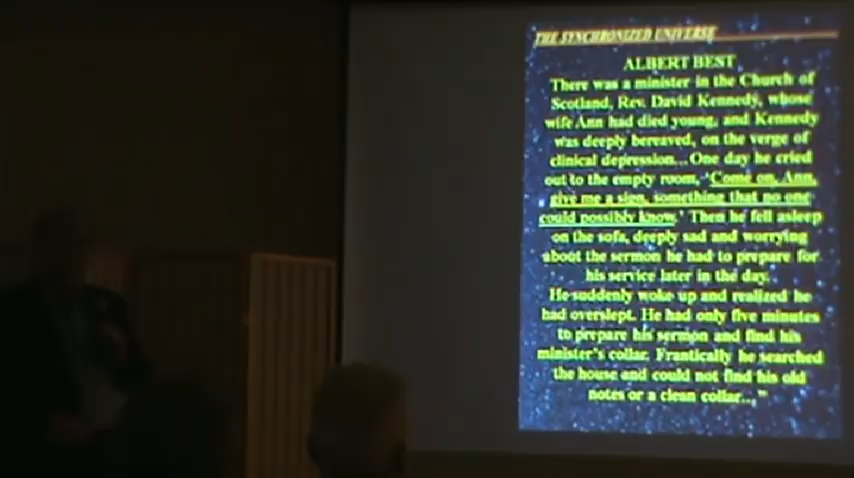 THE SYNCHRONIZED UNIVERSE
ALBERT BEST
There was a minister in the Church of
Scotland, Rev. David Kennedy, whose
wife Ann had died young, and Kennedy
was deeply bereaved, on the verge of
clinical depression...One day he cried
out to the empty room, 'Come on, Ann,
give me a sign, something that no one
could possibly know.' Then he fell asleep
on the sofa, deeply sad and worrying
about the sermon he had to prepare for
his service later in the day.
He suddenly woke up and realized he
had overslept. He had only five minutes
to prepare his sermon and find his
minister's collar. Frantically he searched
the house and could not find his old
notes or a clean collar..."